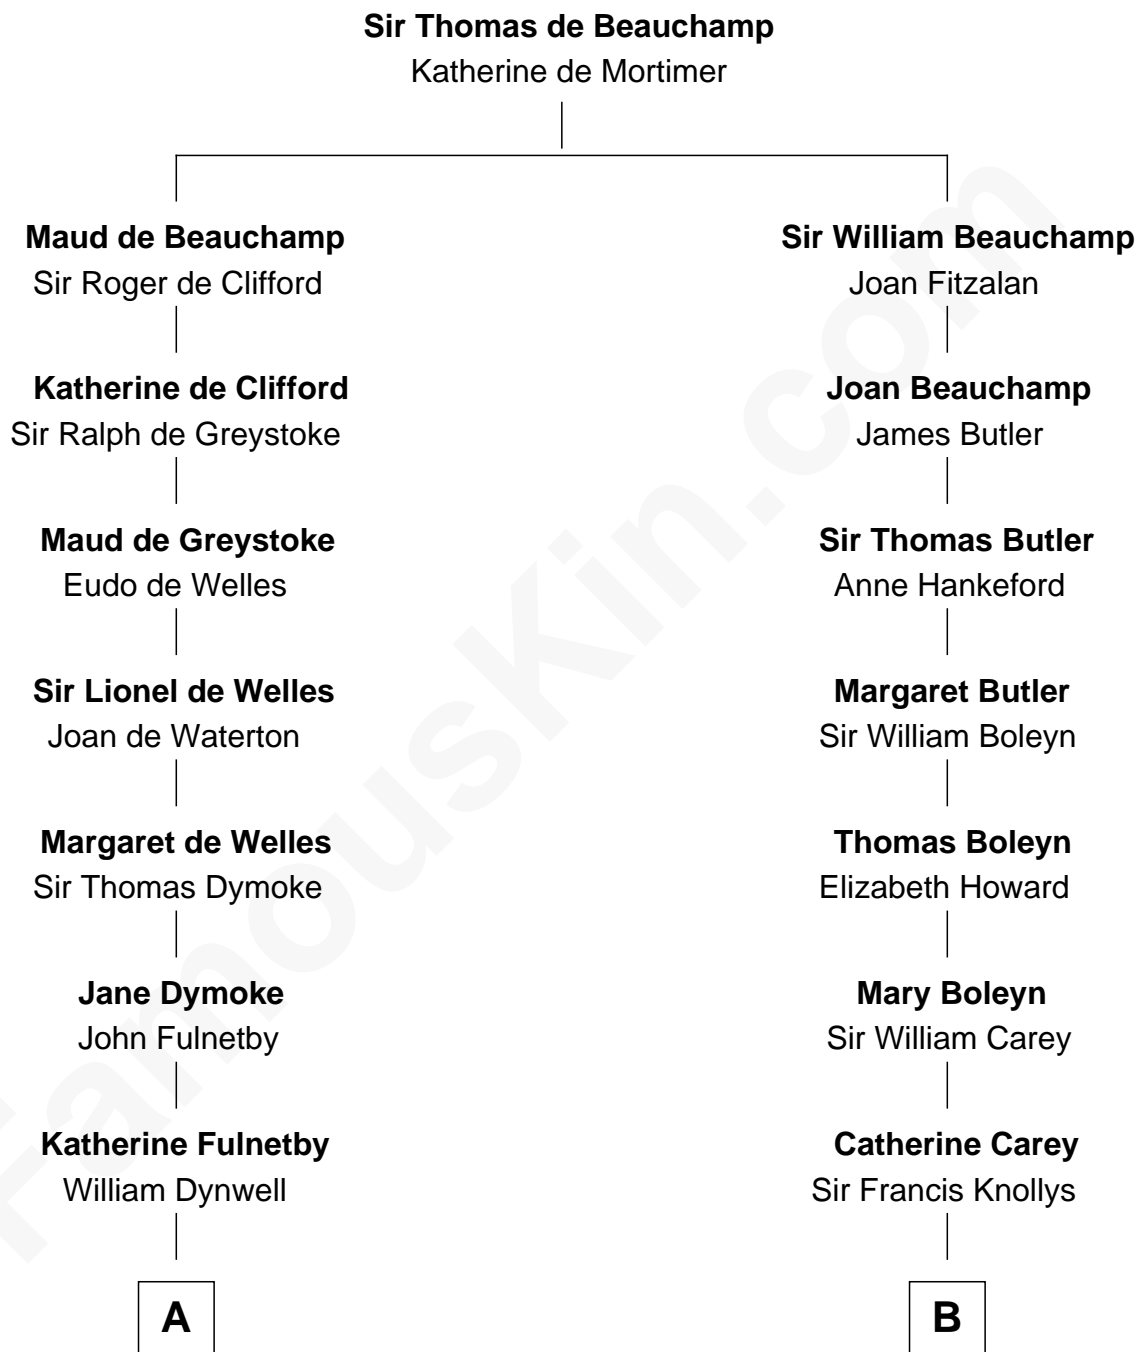 Sir Thomas de Beauchamp
Katherine de Mortimer
Maud de Beauchamp
Sir Roger de Clifford
Katherine de Clifford
Sir Ralph de Greystoke
Maud de Greystoke
Eudo de Welles
Sir Lionel de Welles
Joan de Waterton
Margaret de Welles
Sir Thomas Dymoke
Jane Dymoke
John Fulnetby
Katherine Fulnetby
William Dynwell
A
Sir William Beauchamp
Joan Fitzalan
Joan Beauchamp
James Butler
Sir Thomas Butler
Anne Hankeford
Margaret Butler
Sir William Boleyn
Thomas Boleyn
Elizabeth Howard
Mary Boleyn
Sir William Carey
Catherine Carey
Sir Francis Knollys
B
FamousKin.com